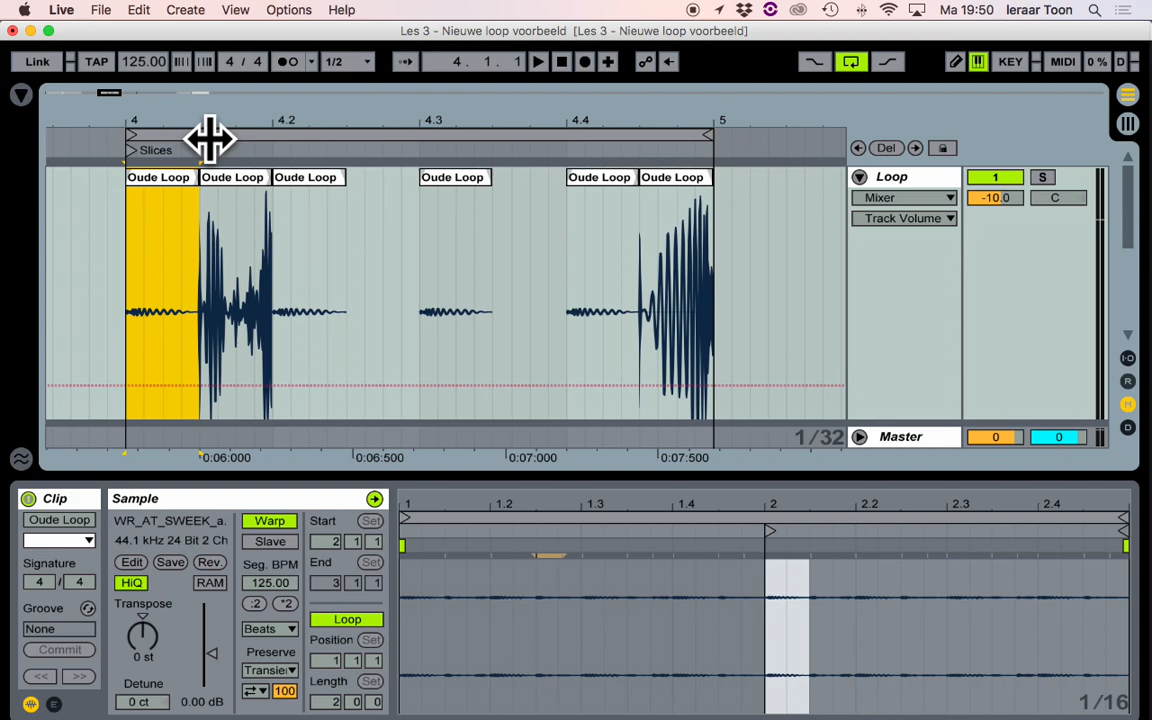 Live File Edit Create View Options Help Ma 19:50 leraar Toon
Les 3 - Nieuwe loop voorbeeld [Les 3 - Nieuwe loop voorbeeld]
Link TAP 125.00 4 / 4 1/2 4. 1. 1 KEY MIDI 0 % D
4 4.2 4.3 4.4 5
Slices Del
Oude Loop Oude Loop Oude Loop Oude Loop Oude Loop Oude Loop Loop 1 S
Mixer -10.0 C
Track Volume
I·O
R
M
D
1/32 Master 0 0
0:06:000 0:06:500 0:07:000 0:07:500
Clip Sample
Oude Loop
Signature
4 / 4
Groove
None
Commit
<< >>
WR_AT_SWEEK_a.
44.1 kHz 24 Bit 2 Ch
Edit Save Rev.
HiQ RAM
Transpose
0 st
Detune
0 ct 0.00 dB
Warp
Slave
Seg. BPM
125.00
:2 *2
Beats
Preserve
Transie
100
Start Set
2 1 1
End Set
3 1 1
Loop
Position Set
1 1 1
Length Set
2 0 0
1 1.2 1.3 1.4 2 2.2 2.3 2.4
1/16
E